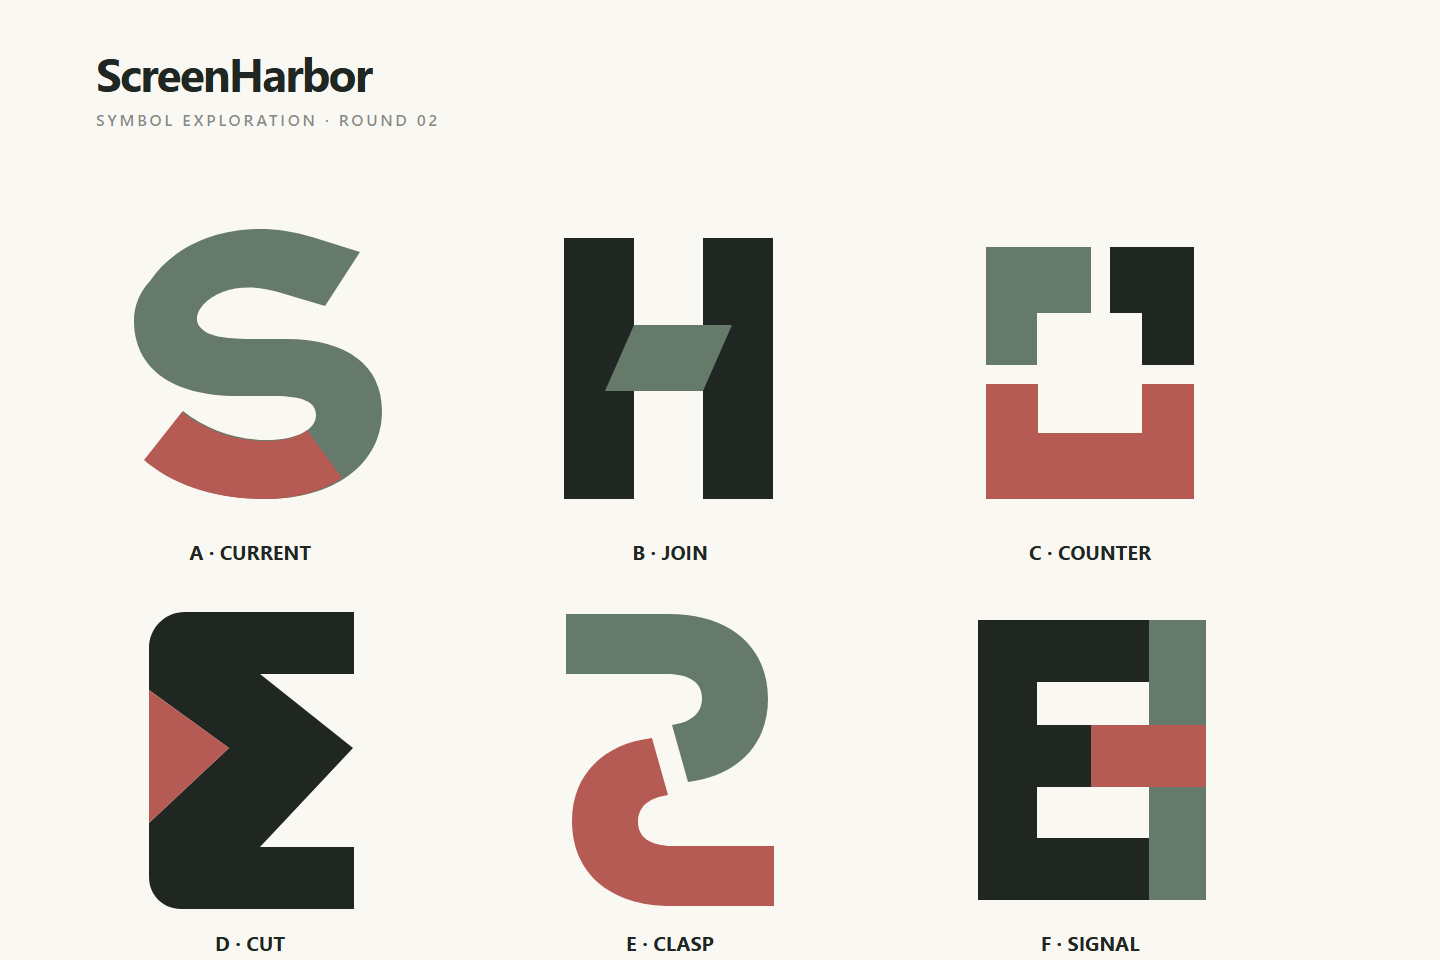 ScreenHarbor
SYMBOL EXPLORATION · ROUND 02
A · CURRENT
B · JOIN
C · COUNTER
D · CUT
E · CLASP
F · SIGNAL